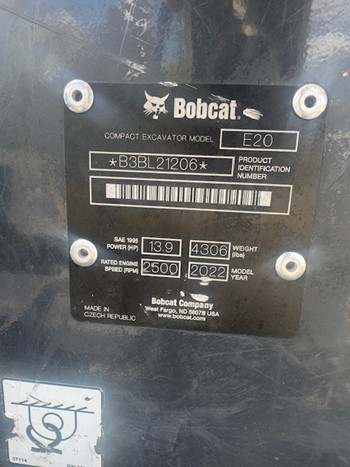 Bobcat.
COMPACT EXCAVATOR MODEL E20
*B3BL21206* PRODUCT IDENTIFICATION NUMBER
SAE 1995 POWER (HP) 13.9 4306 WEIGHT (lbs)
RATED ENGINE SPEED (RPM) 2500 2022 MODEL YEAR
MADE IN
CZECH REPUBLIC
Bobcat Company
West Fargo, ND 58078 USA
www.bobcat.com